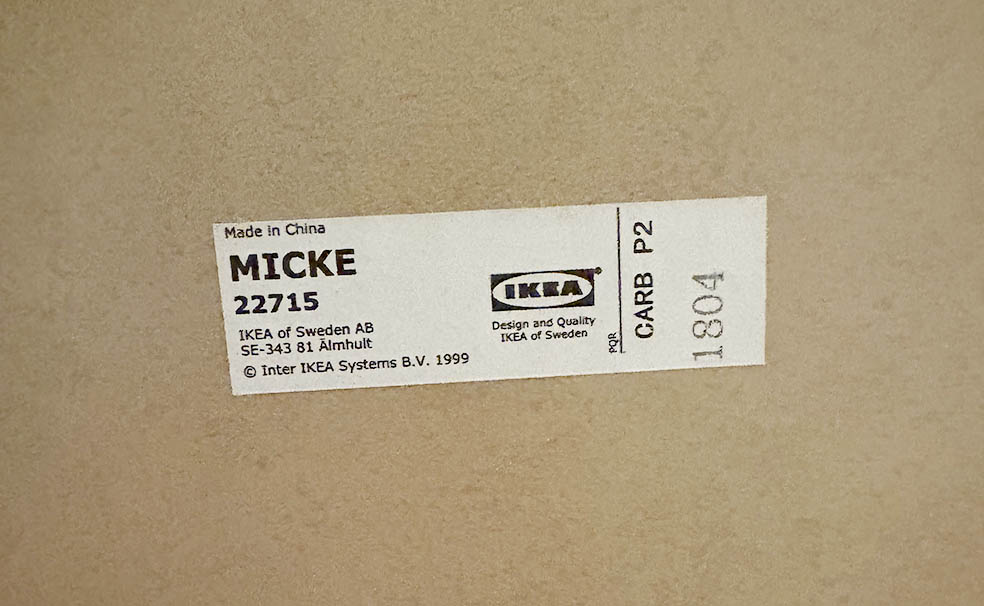 Made in China
MICKE
22715
IKEA of Sweden AB
SE-343 81 Älmhult
© Inter IKEA Systems B.V. 1999
IKEA®
Design and Quality
IKEA of Sweden
PQR
CARB P2
1804